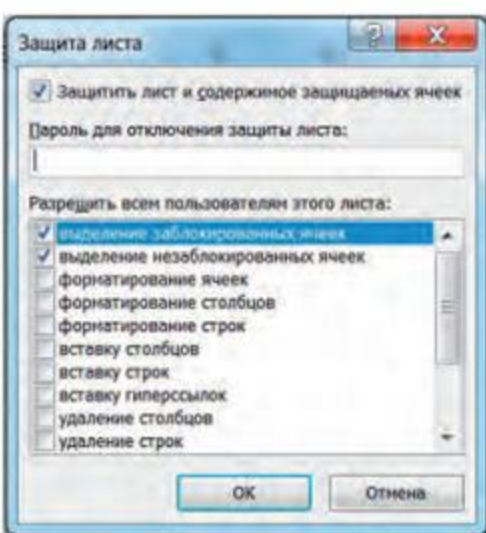 Защита листа
Защитить лист и содержимое защищаемых ячеек
Пароль для отключения защиты листа:
Разрешить всем пользователям этого листа:
выделение заблокированных ячеек
выделение незаблокированных ячеек
форматирование ячеек
форматирование столбцов
форматирование строк
вставку столбцов
вставку строк
вставку гиперссылок
удаление столбцов
удаление строк
ОК
Отмена